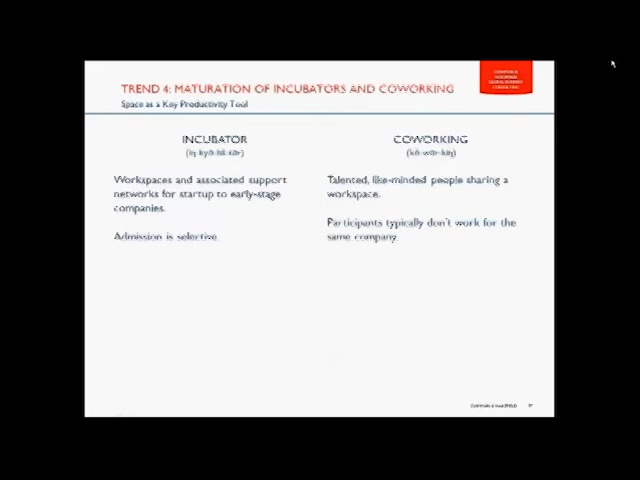 TREND 4: MATURATION OF INCUBATORS AND COWORKING
Space as a Key Productivity Tool
INCUBATOR
COWORKING
Workspaces and associated support
networks for startup to early-stage
companies.
Admission is selective.
Talented, like-minded people sharing a
workspace.
Participants typically don't work for the
same company.
CUSHMAN & WAKEFIELD